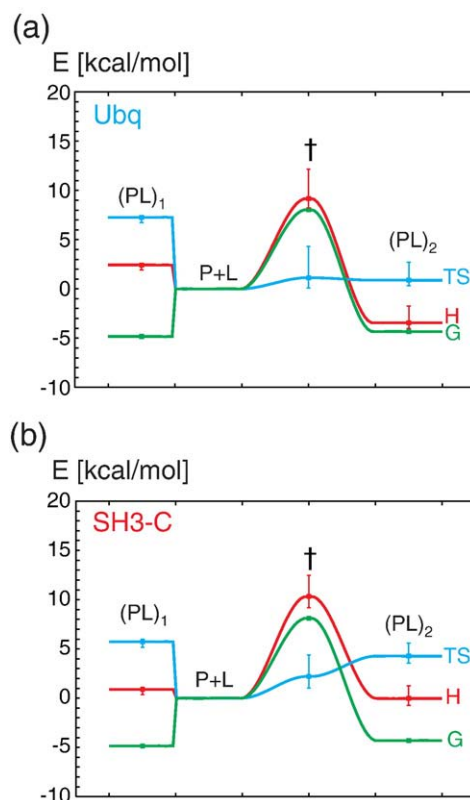 (a)
E [kcal/mol]
20
Ubq
15
†
10
(PL)₁
(PL)₂
5
P+L
TS
0
H
G
-5
-10
(b)
E [kcal/mol]
20
SH3-C
15
†
10
(PL)₁
(PL)₂
5
TS
P+L
0
H
G
-5
-10